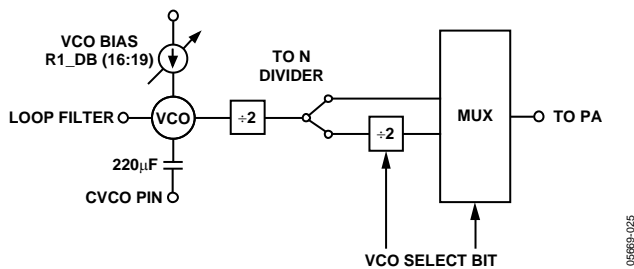 VCO BIAS
R1_DB (16:19)
TO N
DIVIDER
LOOP FILTER
VCO
÷2
÷2
MUX
TO PA
220µF
CVCO PIN
VCO SELECT BIT
05669-025